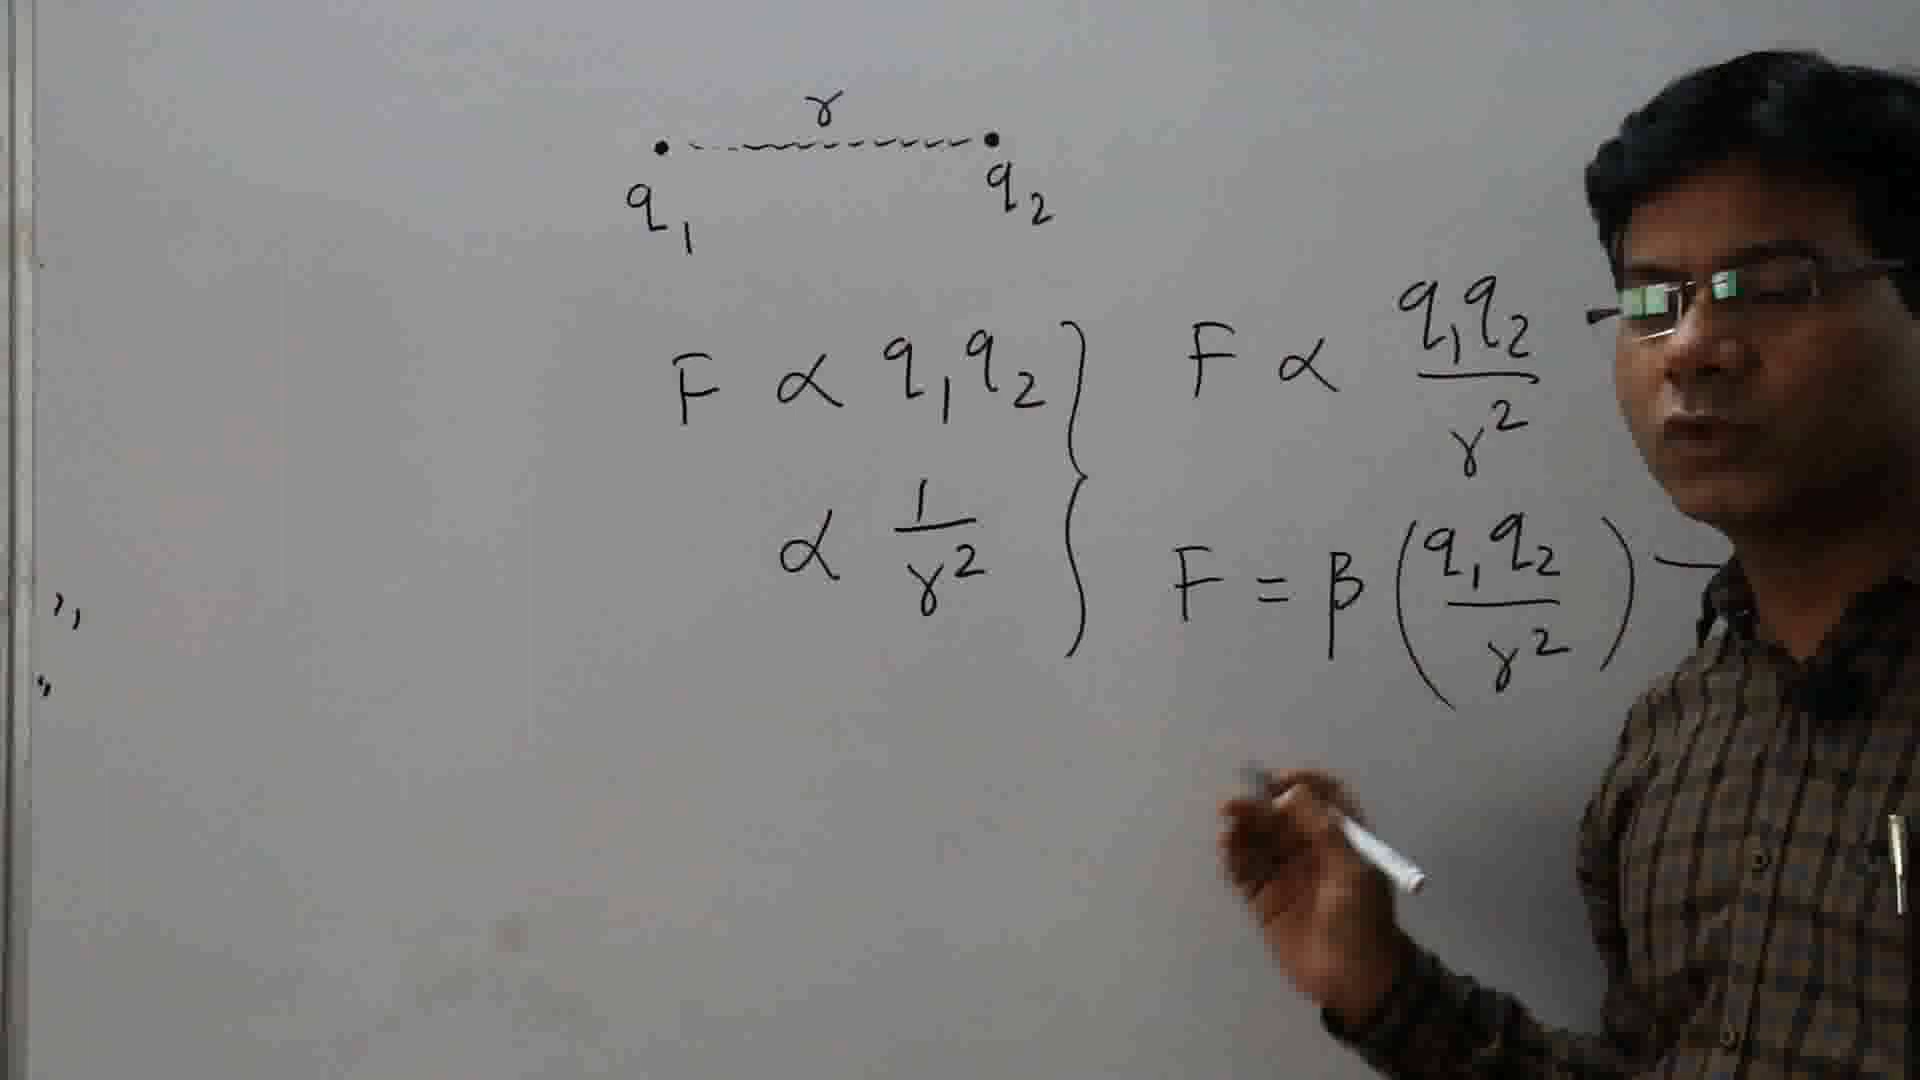 r
q₁ q₂
F ∝ q₁q₂
∝ 1/r²
F ∝ q₁q₂/r²
F = β (q₁q₂/r²)